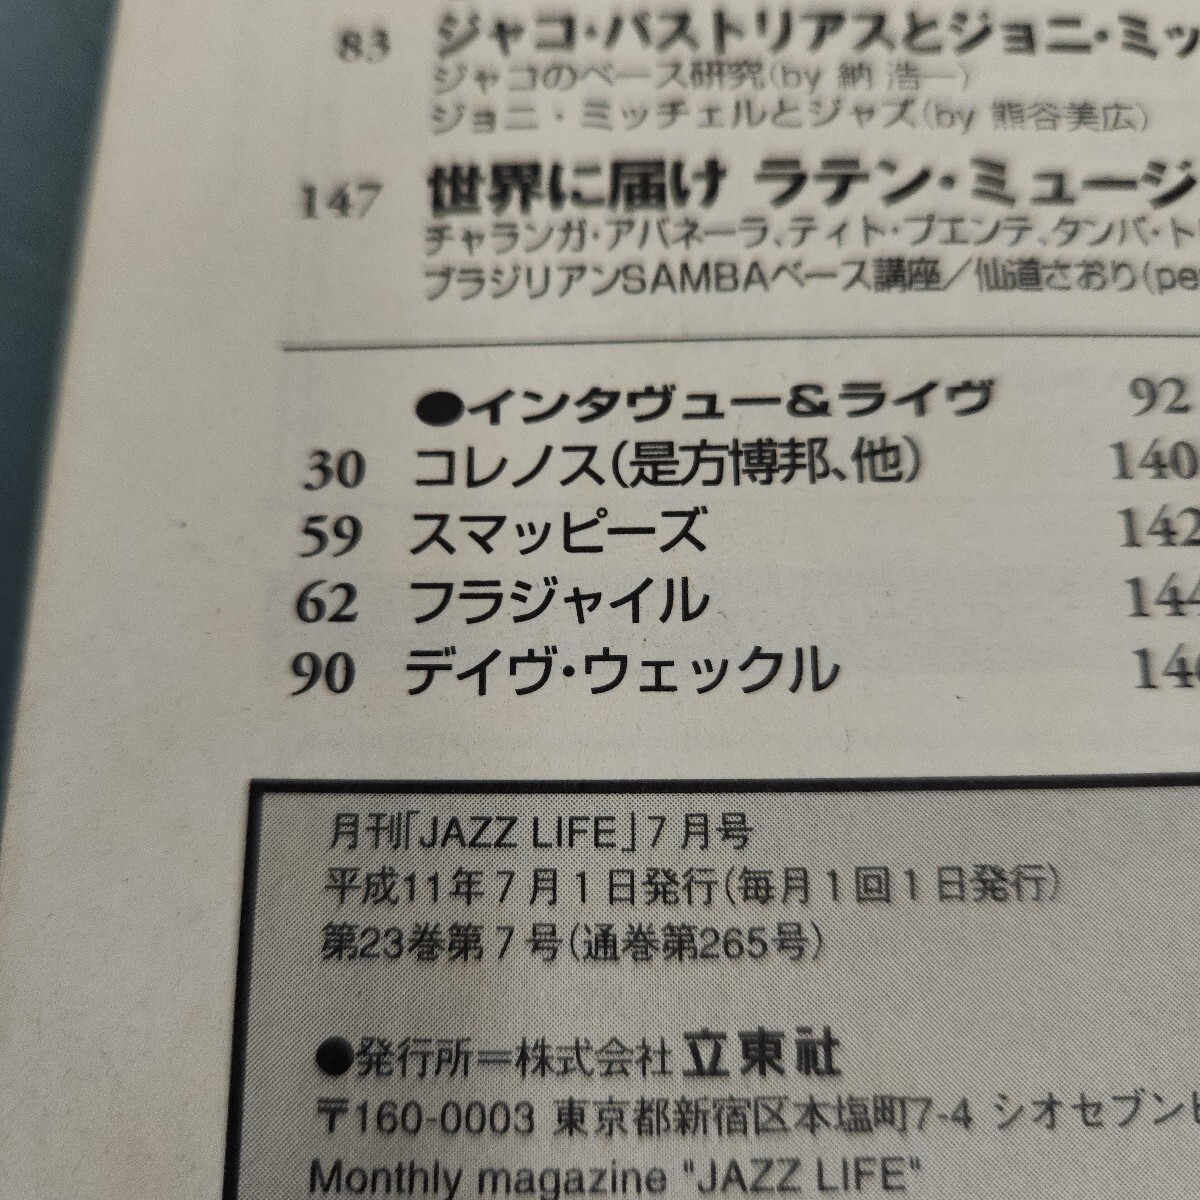 83 ジャコ・パストリアスとジョニ・ミッ
ジャコのベース研究(by 納 浩一)
ジョニ・ミッチェルとジャズ(by 熊谷美広)
147 世界に届け ラテン・ミュージ
チャランガ・アバネーラ、ティト・プエンテ、タンバ・ト
ブラジリアンSAMBAベース講座／仙道さおり(pe
●インタヴュー&ライヴ
30 コレノス(是方博邦、他)
59 スマッピーズ
62 フラジャイル
90 デイヴ・ウェックル
92
140
142
144
146
月刊「JAZZ LIFE」7月号
平成11年7月1日発行(毎月1回1日発行)
第23巻第7号(通巻第265号)
●発行所=株式会社 立東社
〒160-0003 東京都新宿区本塩町7-4 シオセブンビ
Monthly magazine "JAZZ LIFE"